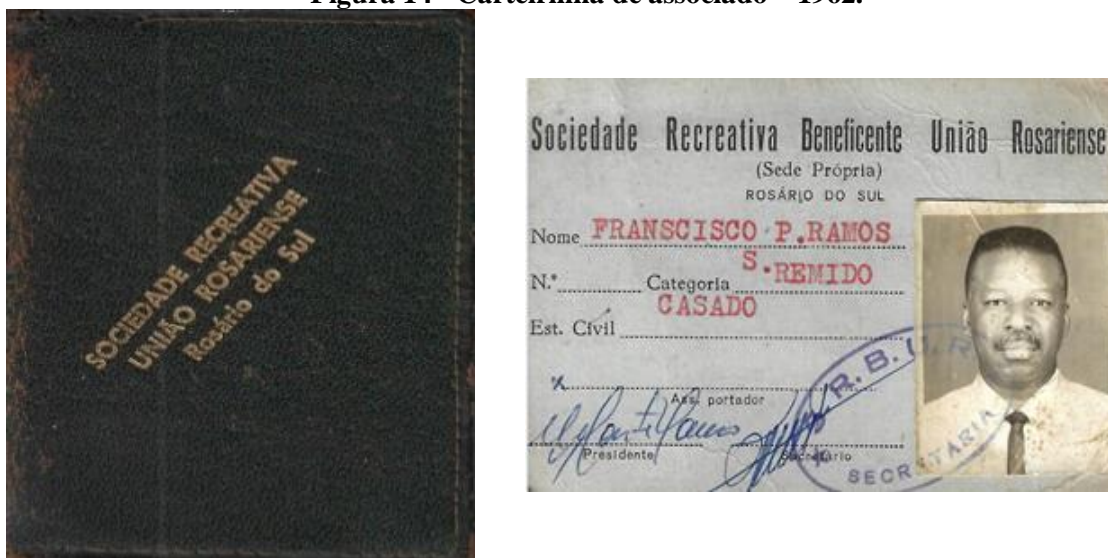 Figura 14 - Carteirinha de associado – 1962.
SOCIEDADE RECREATIVA
UNIÃO ROSARIENSE
Rosário do Sul
Sociedade Recreativa Beneficente União Rosariense
(Sede Própria)
ROSÁRIO DO SUL
Nome FRANSCISCO P.RAMOS
N.º Categoria S.REMIDO
Est. Civil CASADO
Ass. portador
Presidente Secretário
R.B.U.R
SECRETARIA